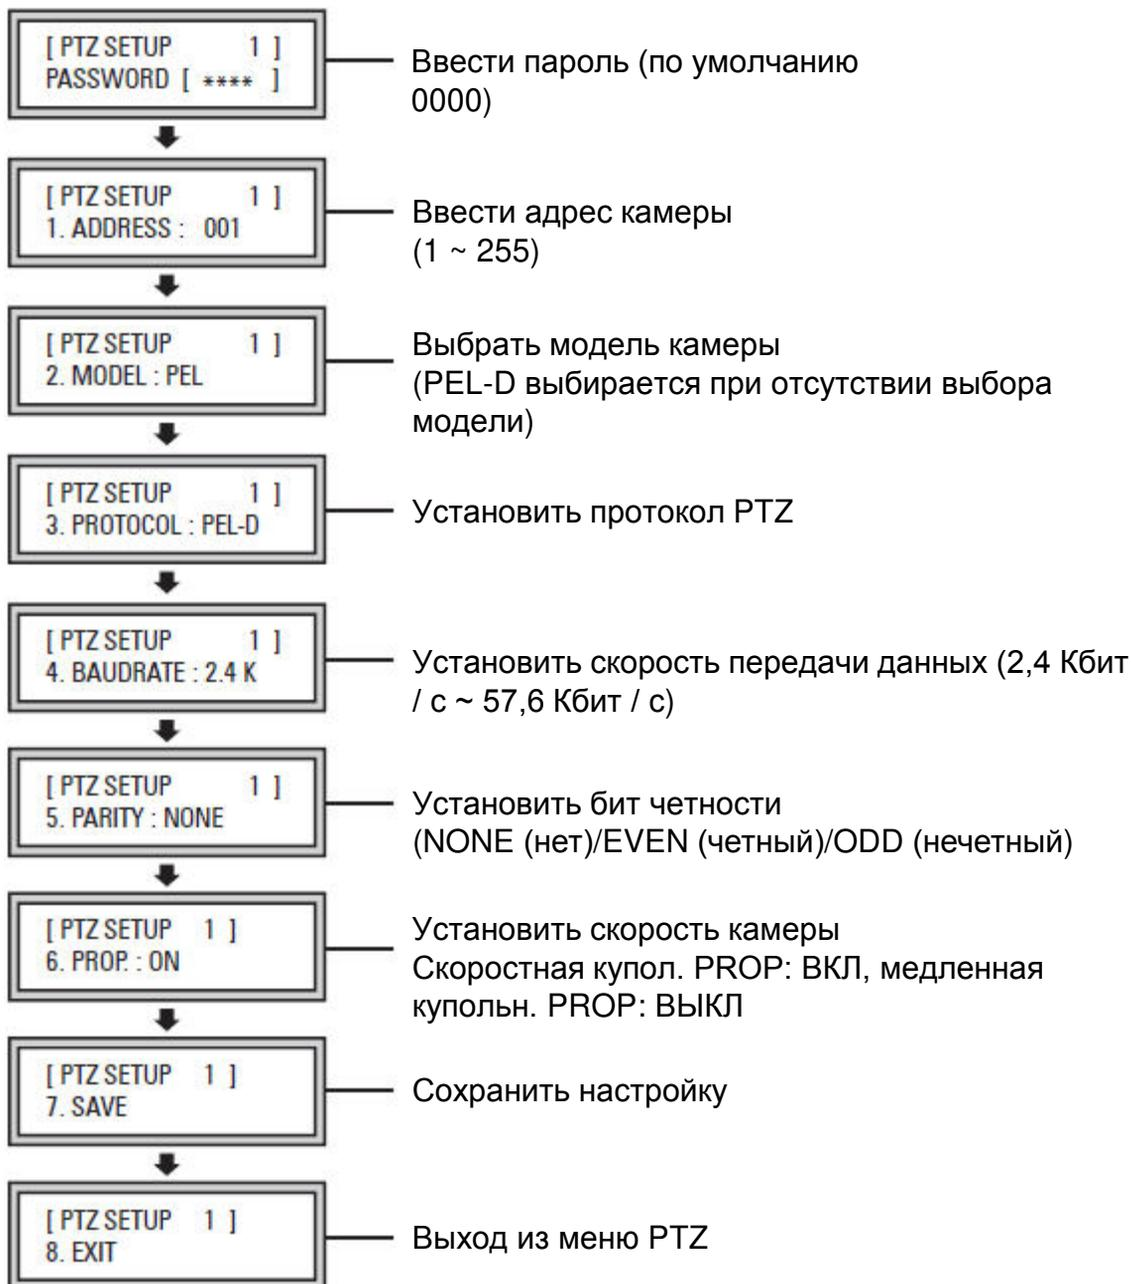 [ PTZ SETUP 1 ]
PASSWORD [ **** ]
Ввести пароль (по умолчанию
0000)
[ PTZ SETUP 1 ]
1. ADDRESS : 001
Ввести адрес камеры
(1 ~ 255)
[ PTZ SETUP 1 ]
2. MODEL : PEL
Выбрать модель камеры
(PEL-D выбирается при отсутствии выбора
модели)
[ PTZ SETUP 1 ]
3. PROTOCOL : PEL-D
Установить протокол PTZ
[ PTZ SETUP 1 ]
4. BAUDRATE : 2.4 K
Установить скорость передачи данных (2,4 Кбит
/ с ~ 57,6 Кбит / с)
[ PTZ SETUP 1 ]
5. PARITY : NONE
Установить бит четности
(NONE (нет)/EVEN (четный)/ODD (нечетный)
[ PTZ SETUP 1 ]
6. PROP. : ON
Установить скорость камеры
Скоростная купол. PROP: ВКЛ, медленная
купольн. PROP: ВЫКЛ
[ PTZ SETUP 1 ]
7. SAVE
Сохранить настройку
[ PTZ SETUP 1 ]
8. EXIT
Выход из меню PTZ